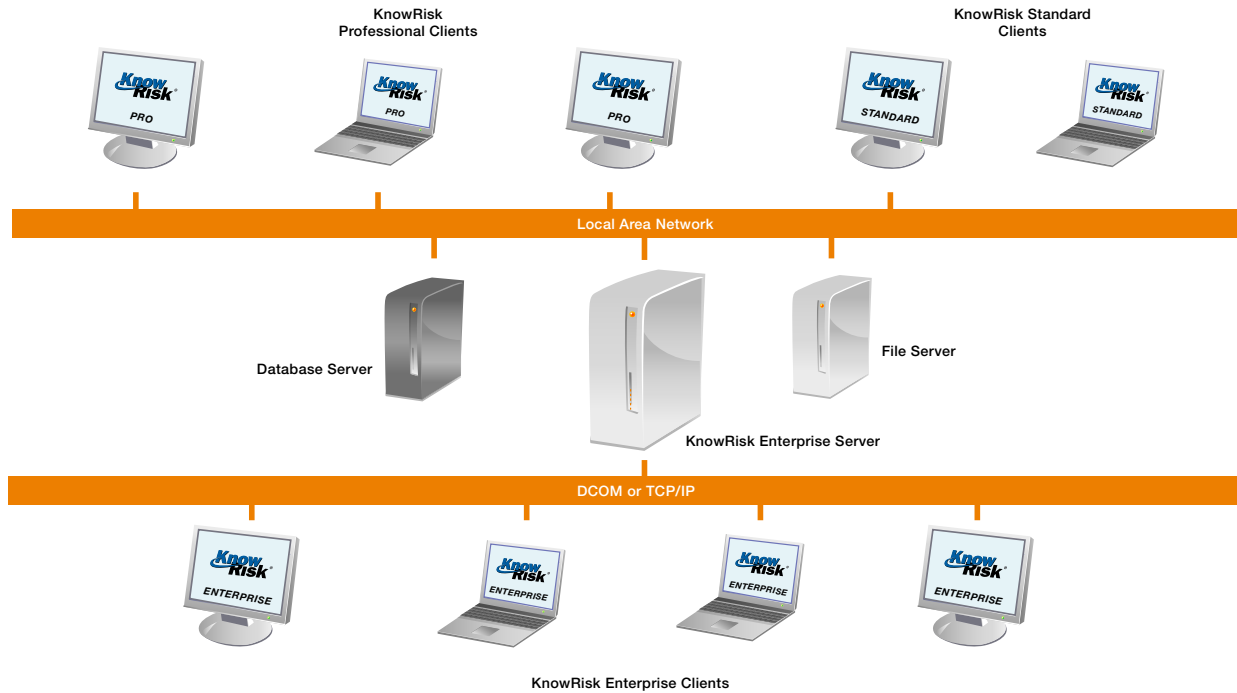 KnowRisk
Professional Clients
KnowRisk Standard
Clients
Know
Risk®
PRO
Know
Risk®
PRO
Know
Risk®
PRO
Know
Risk®
STANDARD
Know
Risk®
STANDARD
Local Area Network
Database Server
File Server
KnowRisk Enterprise Server
DCOM or TCP/IP
Know
Risk®
ENTERPRISE
Know
Risk®
ENTERPRISE
Know
Risk®
ENTERPRISE
Know
Risk®
ENTERPRISE
KnowRisk Enterprise Clients